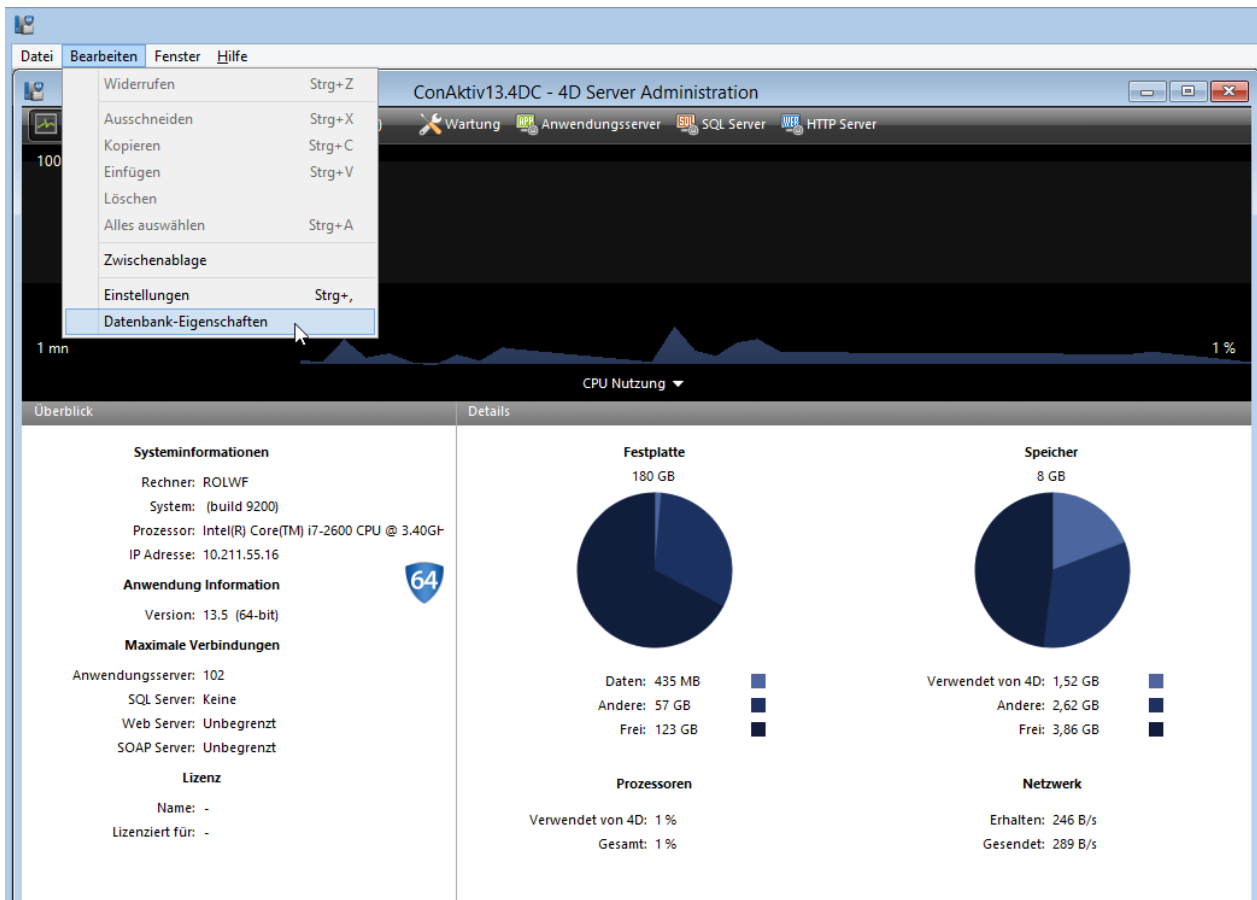 Datei Bearbeiten Fenster Hilfe
Widerrufen Strg+Z
Ausschneiden Strg+X
Kopieren Strg+C
Einfügen Strg+V
Löschen
Alles auswählen Strg+A
Zwischenablage
Einstellungen Strg+,
Datenbank-Eigenschaften
ConAktiv13.4DC - 4D Server Administration
) Wartung Anwendungsserver SQL Server HTTP Server
100
1 mn 1 %
CPU Nutzung
Überblick
Systeminformationen
Rechner: ROLWF
System: (build 9200)
Prozessor: Intel(R) Core(TM) i7-2600 CPU @ 3.40GH
IP Adresse: 10.211.55.16
Anwendung Information
64
Version: 13.5 (64-bit)
Maximale Verbindungen
Anwendungsserver: 102
SQL Server: Keine
Web Server: Unbegrenzt
SOAP Server: Unbegrenzt
Lizenz
Name: -
Lizenziert für: -
Details
Festplatte
180 GB
Daten: 435 MB
Andere: 57 GB
Frei: 123 GB
Speicher
8 GB
Verwendet von 4D: 1,52 GB
Andere: 2,62 GB
Frei: 3,86 GB
Prozessoren
Verwendet von 4D: 1 %
Gesamt: 1 %
Netzwerk
Erhalten: 246 B/s
Gesendet: 289 B/s